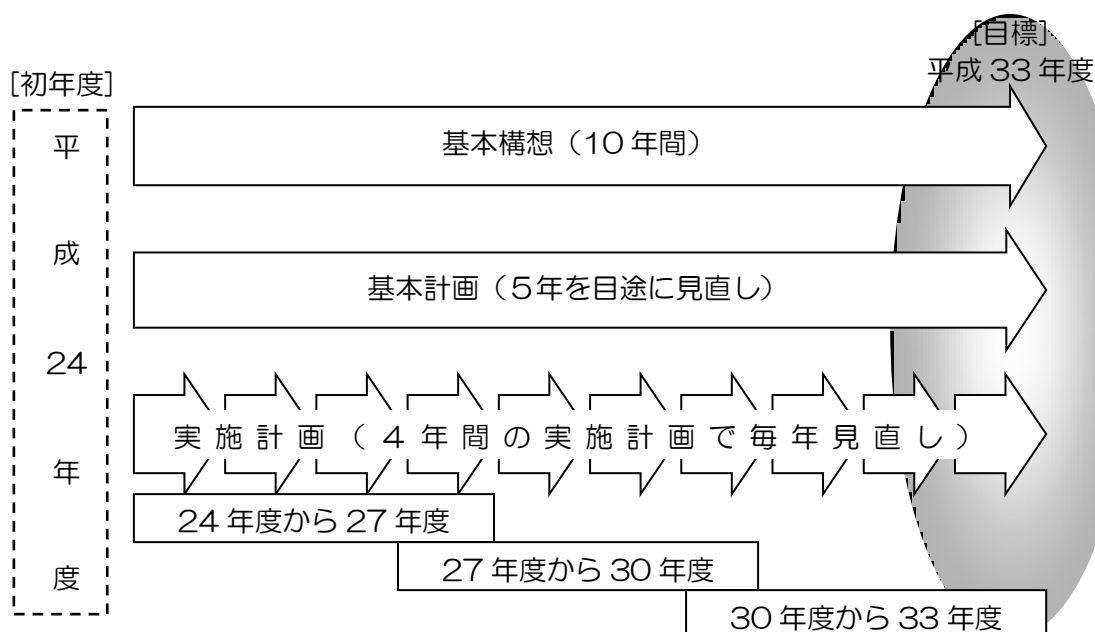 [目標]
平成 33 年度
[初年度]
平成 24 年度
基本構想（10 年間）
基本計画（5年を目途に見直し）
実施計画（4年間の実施計画で毎年見直し）
24 年度から 27 年度
27 年度から 30 年度
30 年度から 33 年度